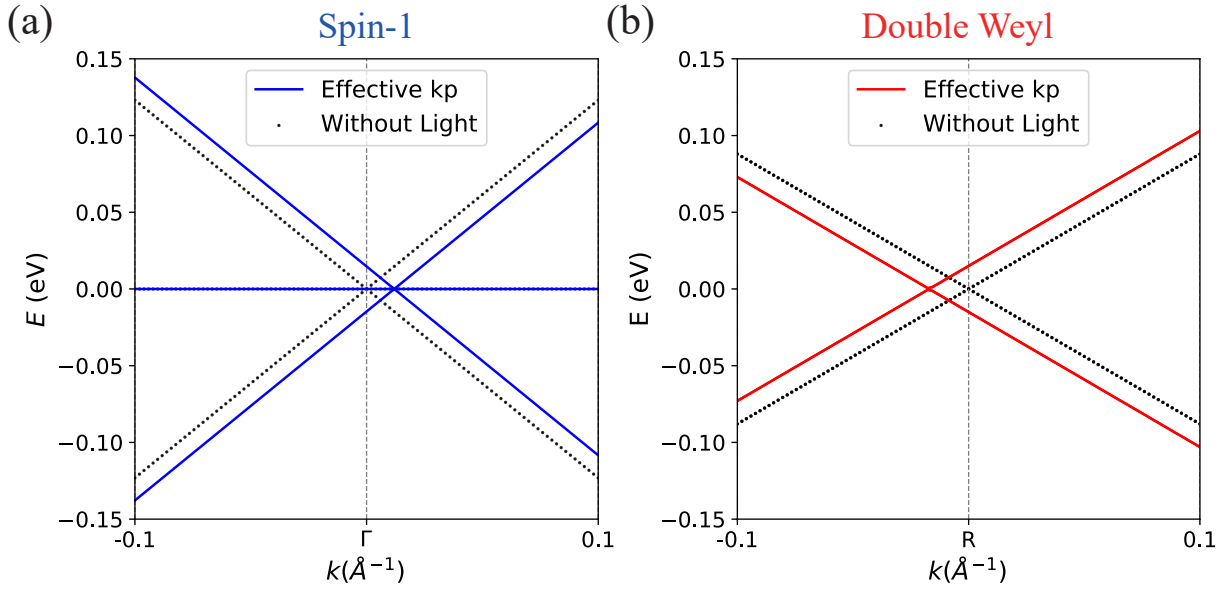 (a) Spin-1
0.15
0.10
0.05
0.00
−0.05
−0.10
−0.15
E (eV)
Effective kp
Without Light
-0.1 Γ 0.1
k(Å⁻¹)
(b) Double Weyl
0.15
0.10
0.05
0.00
−0.05
−0.10
−0.15
E (eV)
Effective kp
Without Light
-0.1 R 0.1
k(Å⁻¹)